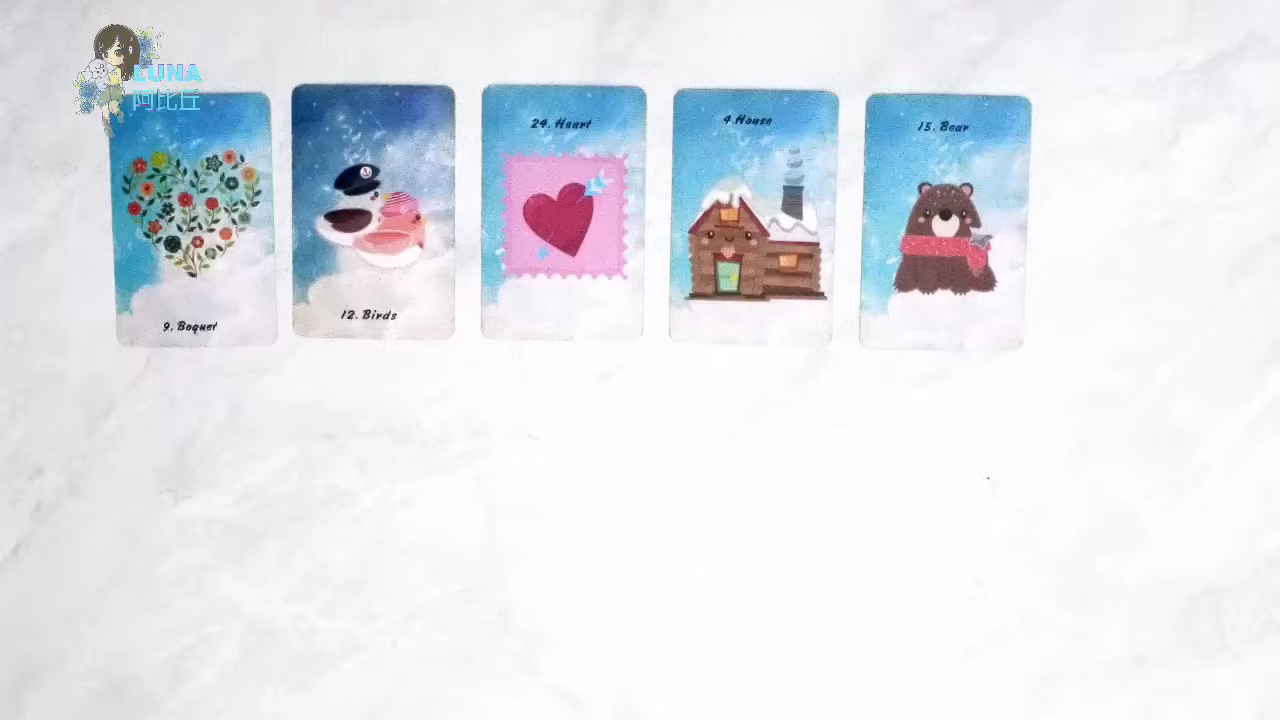 LUNA
阿比丘
9. Boquet
12. Birds
24. Heart
4. House
15. Bear